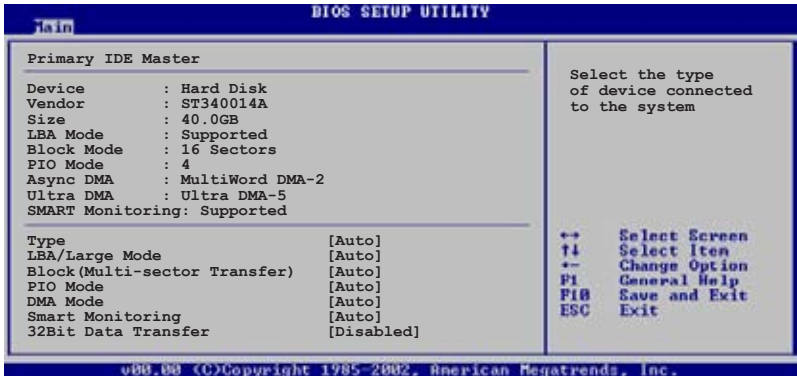 BIOS SETUP UTILITY
Main
Primary IDE Master
Device : Hard Disk
Vendor : ST340014A
Size : 40.0GB
LBA Mode : Supported
Block Mode : 16 Sectors
PIO Mode : 4
Async DMA : MultiWord DMA-2
Ultra DMA : Ultra DMA-5
SMART Monitoring: Supported
Type [Auto]
LBA/Large Mode [Auto]
Block(Multi-sector Transfer) [Auto]
PIO Mode [Auto]
DMA Mode [Auto]
Smart Monitoring [Auto]
32Bit Data Transfer [Disabled]
Select the type
of device connected
to the system
↔ Select Screen
↑↓ Select Item
+- Change Option
F1 General Help
F10 Save and Exit
ESC Exit
v00.00 (C)Copyright 1985-2002, American Megatrends, Inc.